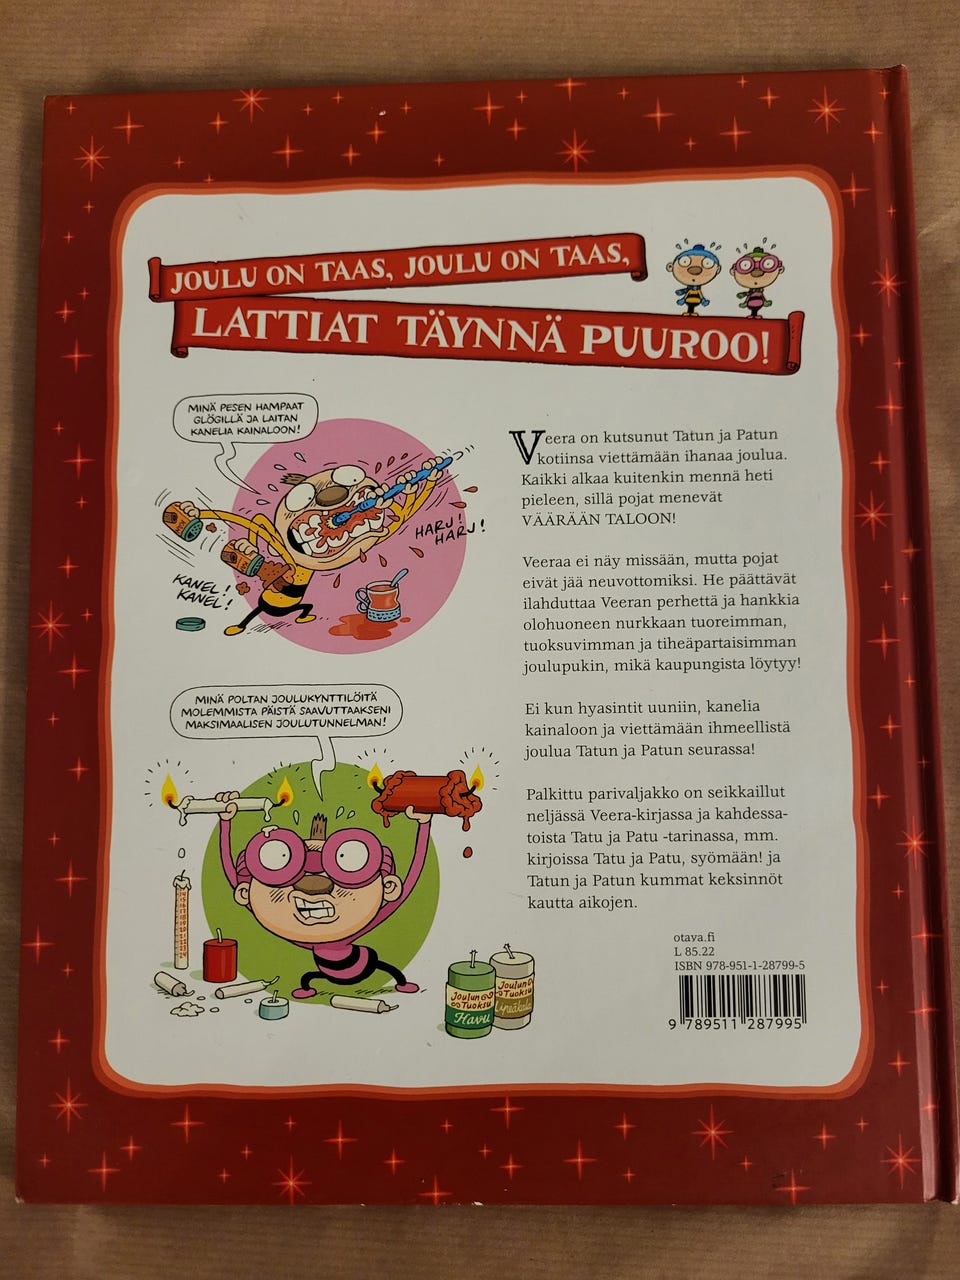 JOULU ON TAAS, JOULU ON TAAS,
LATTIAT TÄYNNÄ PUUROO!
MINÄ PESEN HAMPAAT
GLÖGILLÄ JA LAITAN
KANELIA KAINALOON!
HARJ!
HARJ!
KANEL!
KANEL!
MINÄ POLTAN JOULUKYNTTILÖITÄ
MOLEMMISTA PÄISTÄ SAAVUTTAAKSENI
MAKSIMAALISEN JOULUTUNNELMAN!
Joulun
Tuoksu
Havu
Joulun
Tuoksu
Veera on kutsunut Tatun ja Patun
kotiinsa viettämään ihanaa joulua.
Kaikki alkaa kuitenkin mennä heti
pieleen, sillä pojat menevät
VÄÄRÄÄN TALOON!
Veeraa ei näy missään, mutta pojat
eivät jää neuvottomiksi. He päättävät
ilahduttaa Veeran perhettä ja hankkia
olohuoneen nurkkaan tuoreimman,
tuoksuvimman ja tiheäpartaisimman
joulupukin, mikä kaupungista löytyy!
Ei kun hyasintit uuniin, kanelia
kainaloon ja viettämään ihmeellistä
joulua Tatun ja Patun seurassa!
Palkittu parivaljakko on seikkaillut
neljässä Veera-kirjassa ja kahdessa-
toista Tatu ja Patu -tarinassa, mm.
kirjoissa Tatu ja Patu, syömään! ja
Tatun ja Patun kummat keksinnöt
kautta aikojen.
otava.fi
L 85.22
ISBN 978-951-1-28799-5
9 789511 287995